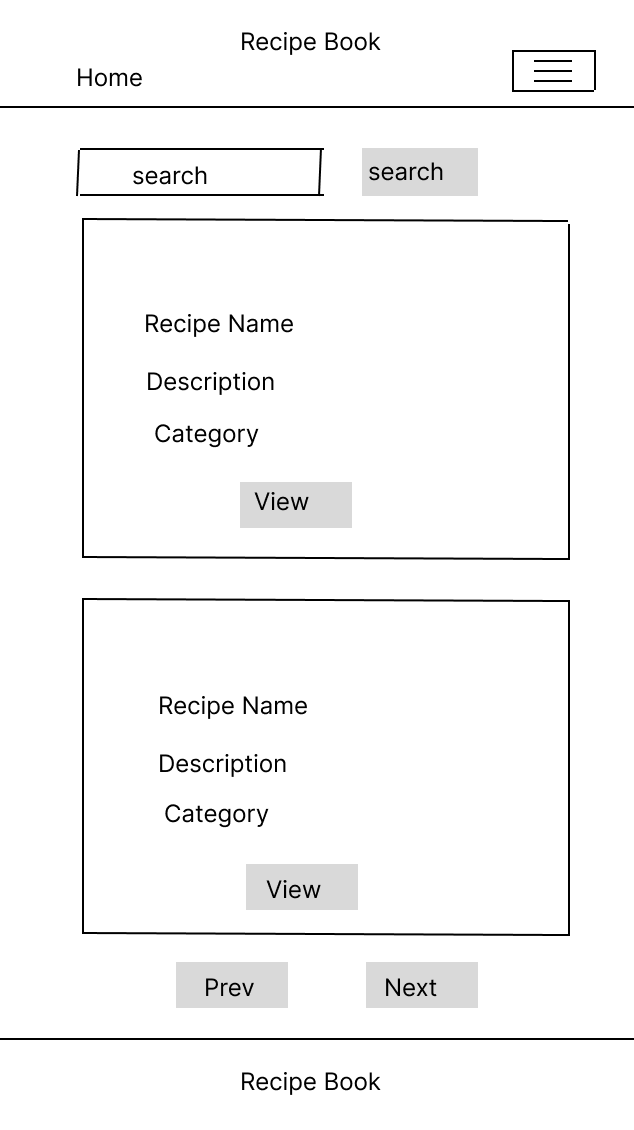 Recipe Book
Home
search
search
Recipe Name
Description
Category
View
Recipe Name
Description
Category
View
Prev
Next
Recipe Book